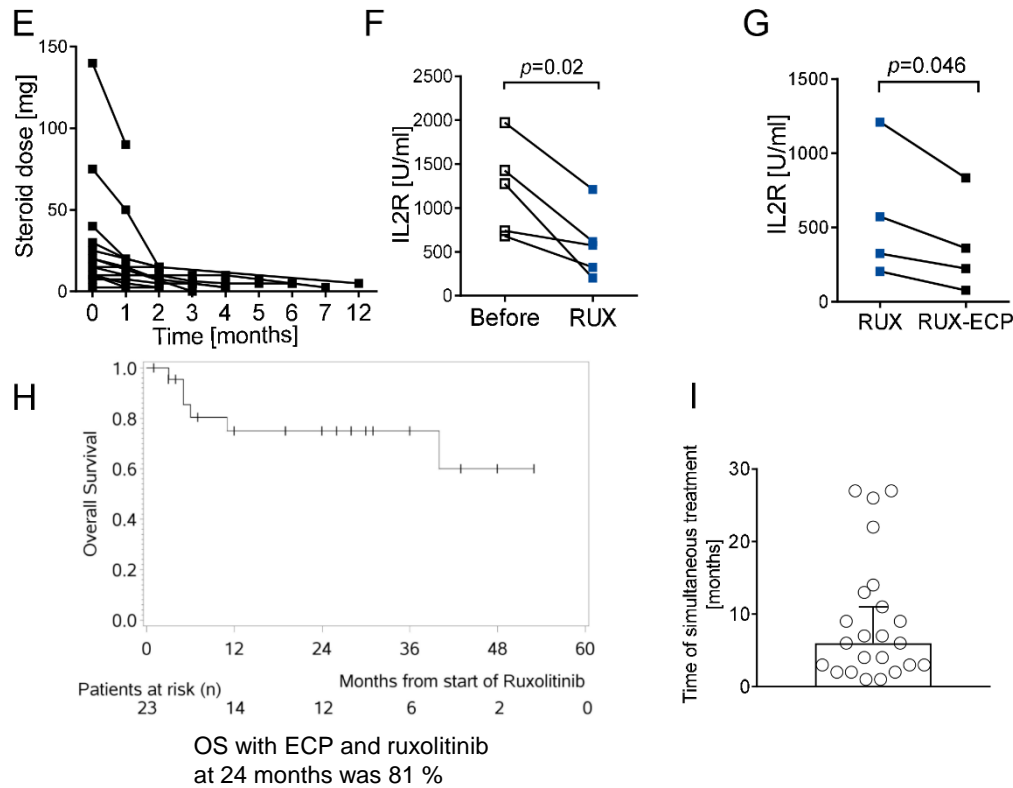 E
Steroid dose [mg]
150
100
50
0
0 1 2 3 4 5 6 7 12
Time [months]
F
p=0.02
IL2R [U/ml]
2500
2000
1500
1000
500
0
Before RUX
G
p=0.046
IL2R [U/ml]
1500
1000
500
0
RUX RUX-ECP
H
Overall Survival
1.0
0.8
0.6
0.4
0.2
0.0
0 12 24 36 48 60
Months from start of Ruxolitinib
Patients at risk (n)
23 14 12 6 2 0
OS with ECP and ruxolitinib
at 24 months was 81 %
I
Time of simultaneous treatment
[months]
30
20
10
0